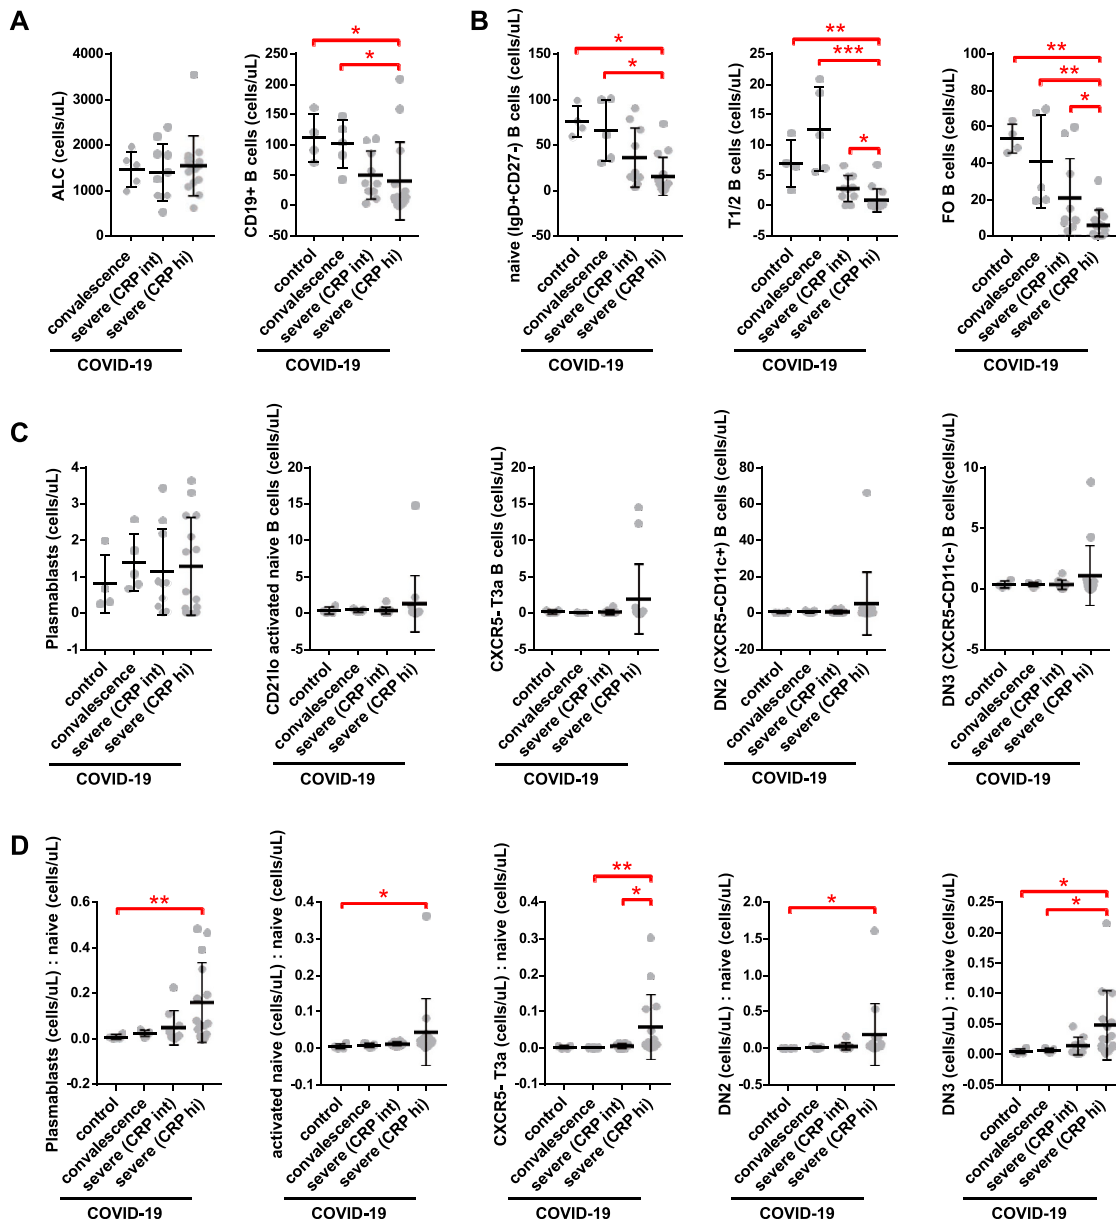 A
ALC (cells/uL)
4000
3000
2000
1000
0
convalescence
severe (CRP int)
severe (CRP hi)
COVID-19
CD19+ B cells (cells/uL)
250
200
150
100
50
0
-50
*
*
control
convalescence
severe (CRP int)
severe (CRP hi)
COVID-19
B
naive (IgD+CD27-) B cells (cells/uL)
150
100
50
0
-50
*
*
control
convalescence
severe (CRP int)
severe (CRP hi)
COVID-19
T1/2 B cells (cells/uL)
25
20
15
10
5
0
-5
**
***
*
control
convalescence
severe (CRP int)
severe (CRP hi)
COVID-19
FO B cells (cells/uL)
100
80
60
40
20
0
**
**
*
control
convalescence
severe (CRP int)
severe (CRP hi)
COVID-19
C
Plasmablasts (cells/uL)
4
3
2
1
0
-1
control
convalescence
severe (CRP int)
severe (CRP hi)
COVID-19
CD21lo activated naive B cells (cells/uL)
20
15
10
5
0
-5
control
convalescence
severe (CRP int)
severe (CRP hi)
COVID-19
CXCR5- T3a B cells (cells/uL)
20
15
10
5
0
-5
control
convalescence
severe (CRP int)
severe (CRP hi)
COVID-19
DN2 (CXCR5-CD11c+) B cells (cells/uL)
80
60
40
20
0
-20
control
convalescence
severe (CRP int)
severe (CRP hi)
COVID-19
DN3 (CXCR5-CD11c-) B cells(cells/uL)
10
5
0
-5
control
convalescence
severe (CRP int)
severe (CRP hi)
COVID-19
D
Plasmablasts (cells/uL) : naive (cells/uL)
0.6
0.4
0.2
0.0
-0.2
**
control
convalescence
severe (CRP int)
severe (CRP hi)
COVID-19
activated naive (cells/uL) : naive (cells/uL)
0.4
0.3
0.2
0.1
0.0
-0.1
*
control
convalescence
severe (CRP int)
severe (CRP hi)
COVID-19
CXCR5- T3a (cells/uL) : naive (cells/uL)
0.4
0.3
0.2
0.1
0.0
-0.1
**
*
control
convalescence
severe (CRP int)
severe (CRP hi)
COVID-19
DN2 (cells/uL) : naive (cells/uL)
2.0
1.5
1.0
0.5
0.0
-0.5
*
control
convalescence
severe (CRP int)
severe (CRP hi)
COVID-19
DN3 (cells/uL) : naive (cells/uL)
0.25
0.20
0.15
0.10
0.05
0.00
-0.05
*
*
control
convalescence
severe (CRP int)
severe (CRP hi)
COVID-19